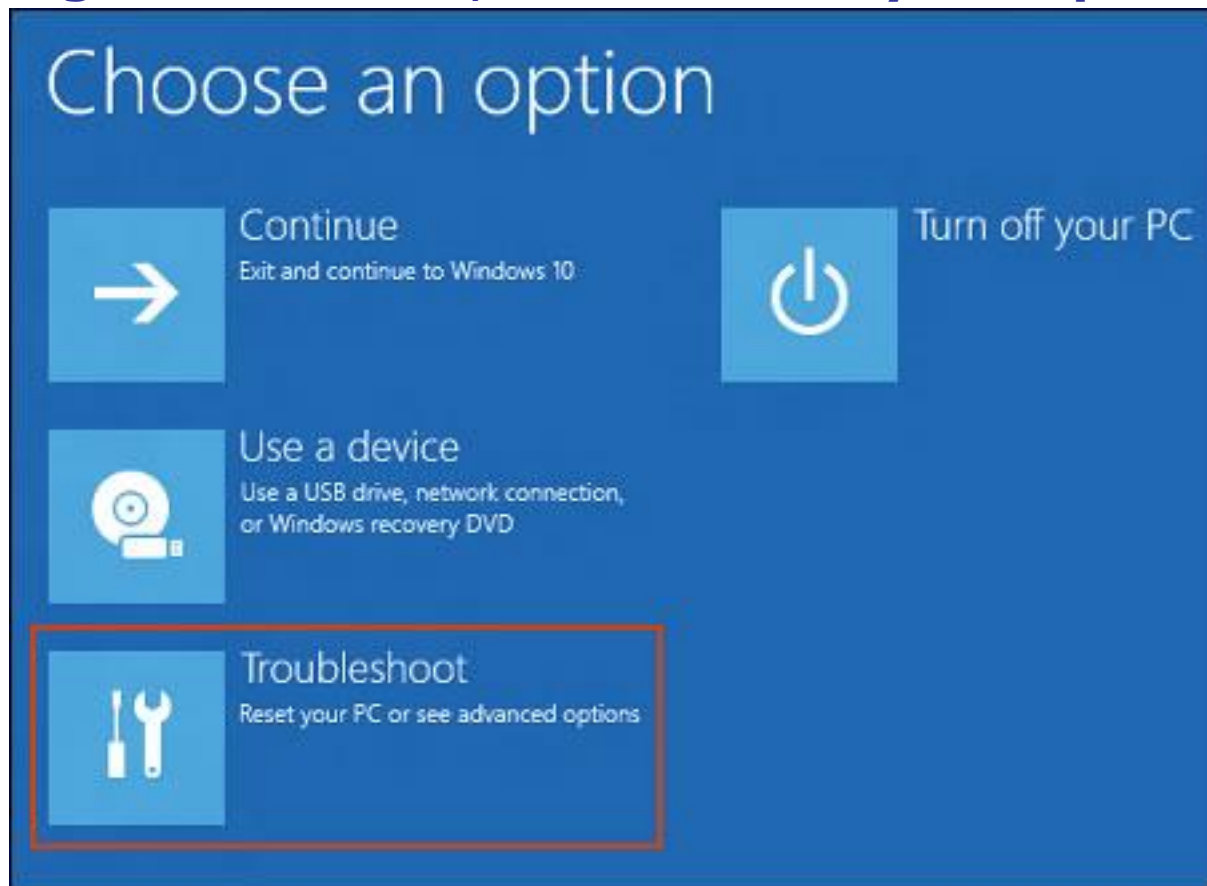 Choose an option
Continue
Exit and continue to Windows 10
Turn off your PC
Use a device
Use a USB drive, network connection,
or Windows recovery DVD
Troubleshoot
Reset your PC or see advanced options